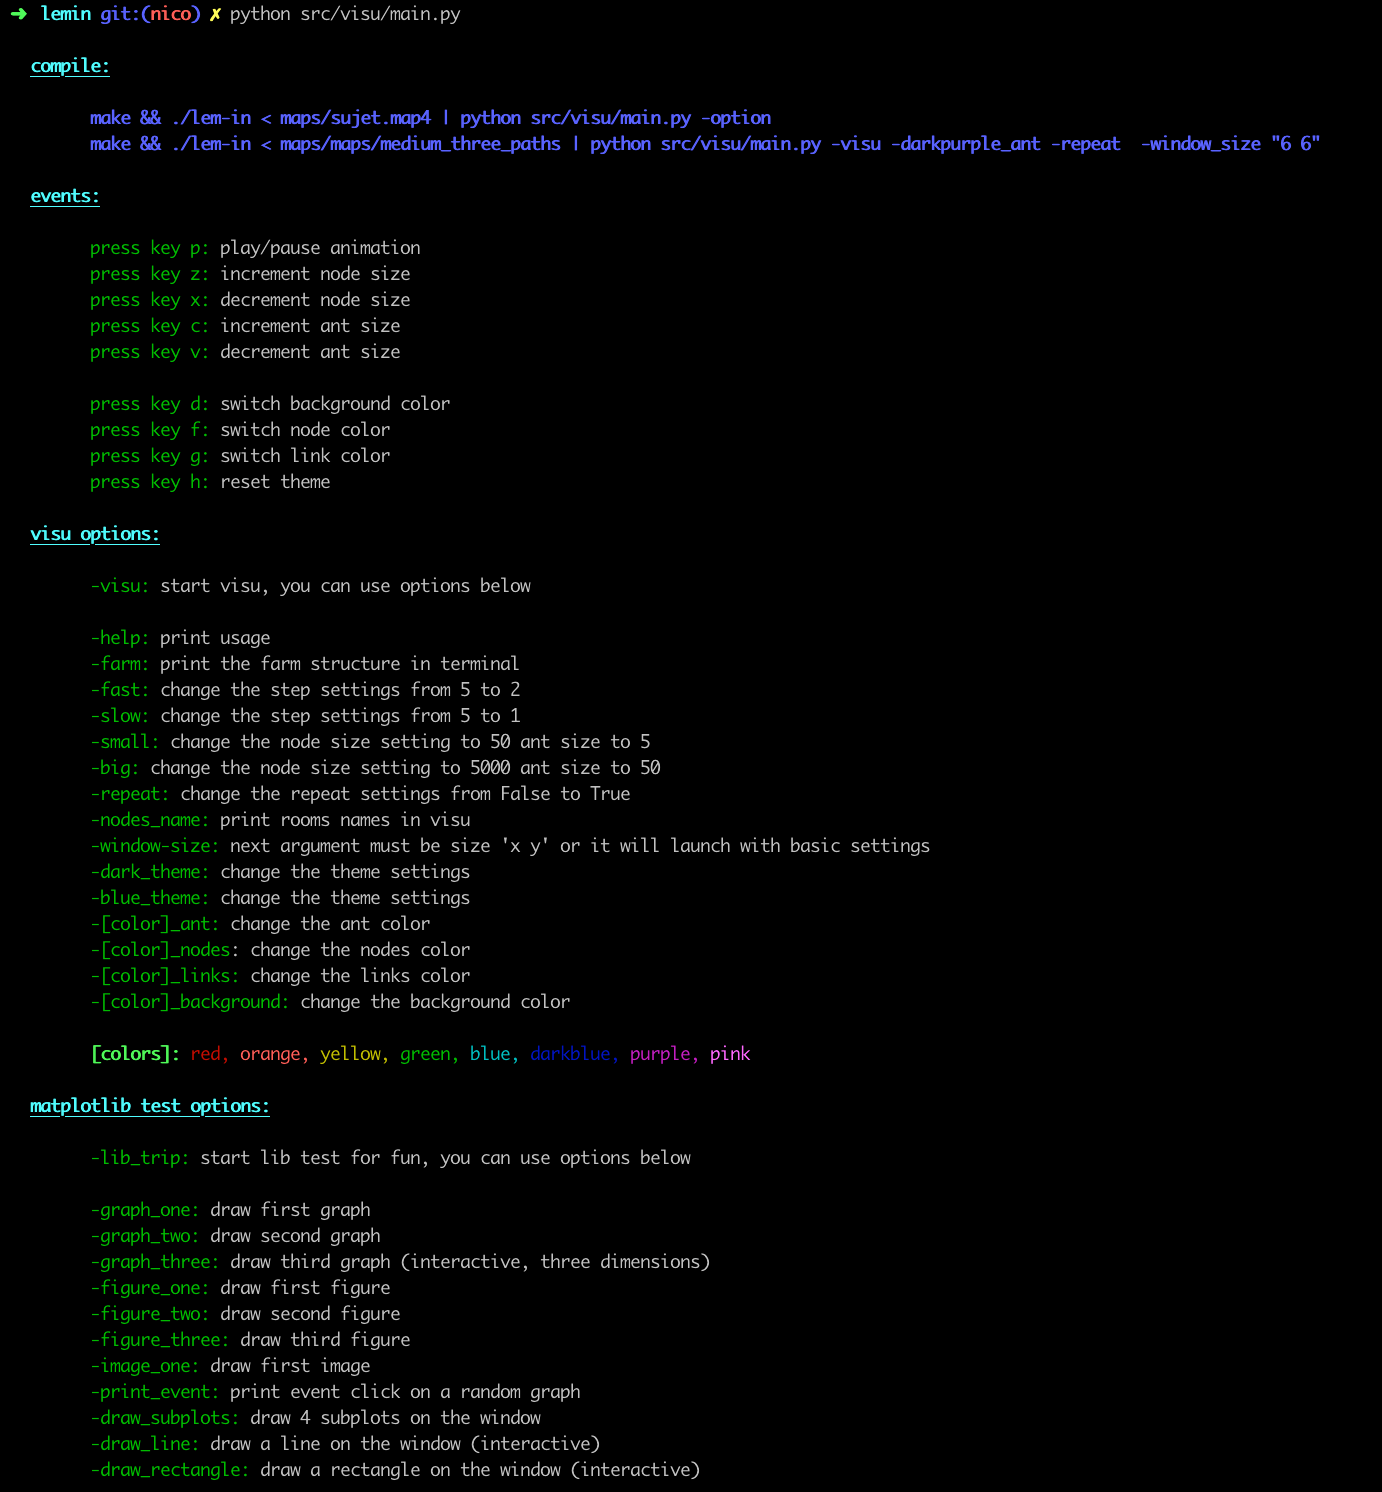 ➜ lemin git:(nico) ✗ python src/visu/main.py
compile:
make && ./lem-in < maps/sujet.map4 | python src/visu/main.py -option
make && ./lem-in < maps/maps/medium_three_paths | python src/visu/main.py -visu -darkpurple_ant -repeat  -window_size "6 6"
events:
press key p: play/pause animation
press key z: increment node size
press key x: decrement node size
press key c: increment ant size
press key v: decrement ant size
press key d: switch background color
press key f: switch node color
press key g: switch link color
press key h: reset theme
visu options:
-visu: start visu, you can use options below
-help: print usage
-farm: print the farm structure in terminal
-fast: change the step settings from 5 to 2
-slow: change the step settings from 5 to 1
-small: change the node size setting to 50 ant size to 5
-big: change the node size setting to 5000 ant size to 50
-repeat: change the repeat settings from False to True
-nodes_name: print rooms names in visu
-window-size: next argument must be size 'x y' or it will launch with basic settings
-dark_theme: change the theme settings
-blue_theme: change the theme settings
-[color]_ant: change the ant color
-[color]_nodes: change the nodes color
-[color]_links: change the links color
-[color]_background: change the background color
[colors]: red, orange, yellow, green, blue, darkblue, purple, pink
matplotlib test options:
-lib_trip: start lib test for fun, you can use options below
-graph_one: draw first graph
-graph_two: draw second graph
-graph_three: draw third graph (interactive, three dimensions)
-figure_one: draw first figure
-figure_two: draw second figure
-figure_three: draw third figure
-image_one: draw first image
-print_event: print event click on a random graph
-draw_subplots: draw 4 subplots on the window
-draw_line: draw a line on the window (interactive)
-draw_rectangle: draw a rectangle on the window (interactive)